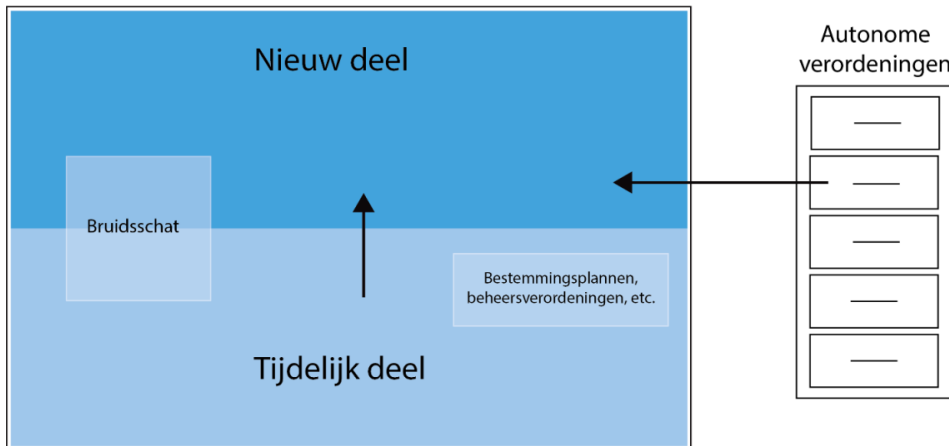 Nieuw deel
Autonome
verordeningen
Bruidsschat
Bestemmingsplannen,
beheersverordeningen, etc.
Tijdelijk deel